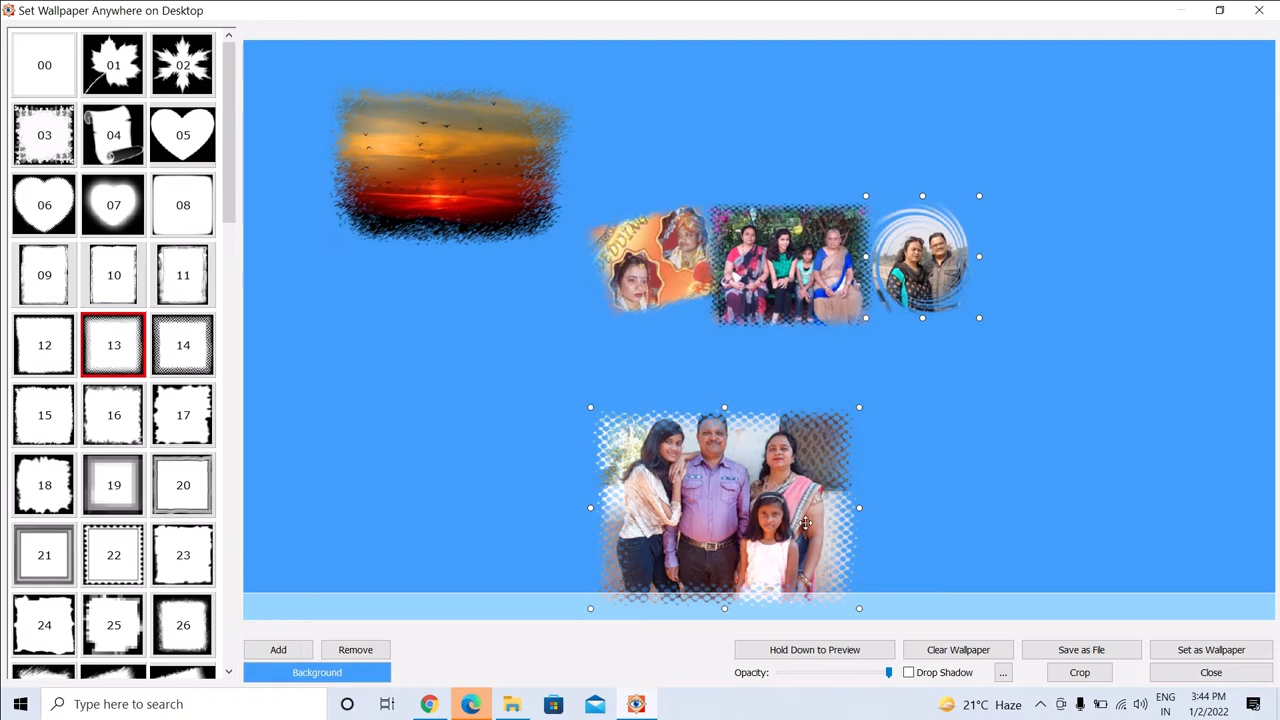 Set Wallpaper Anywhere on Desktop
00 01 02
03 04 05
06 07 08
09 10 11
12 13 14
15 16 17
18 19 20
21 22 23
24 25 26
WEDDING
Add Remove Hold Down to Preview Clear Wallpaper Save as File Set as Wallpaper
Background Opacity: Drop Shadow ... Crop Close
Type here to search 21°C Haze ENG IN 3:44 PM 1/2/2022